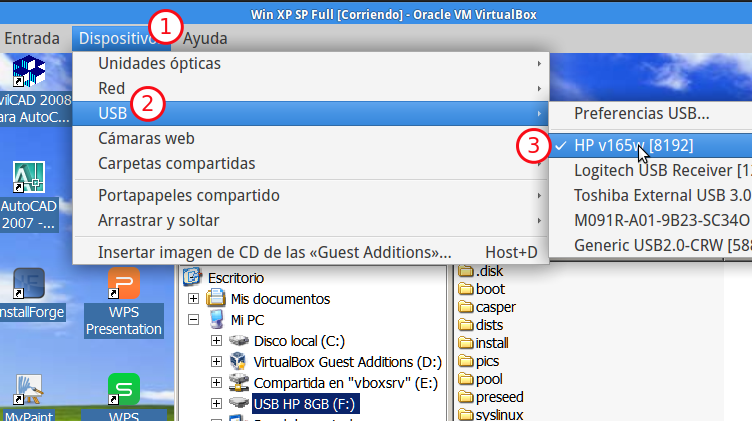 Win XP SP Full [Corriendo] - Oracle VM VirtualBox
Entrada Dispositivo Ayuda
1
Unidades ópticas
Red
USB
2
Cámaras web
Carpetas compartidas
Portapapeles compartido
Arrastrar y soltar
Insertar imagen de CD de las «Guest Additions»... Host+D
Preferencias USB...
3
HP v165w [8192]
Logitech USB Receiver [12
Toshiba External USB 3.0
M091R-A01-9B23-SC34O
Generic USB2.0-CRW [588
vilCAD 2008
ara AutoC...
AutoCAD
2007 -...
nstallForge
WPS
Presentation
MyPaint
WPS
Escritorio
Mis documentos
Mi PC
Disco local (C:)
VirtualBox Guest Additions (D:)
Compartida en "vboxsrv" (E:)
USB HP 8GB (F:)
.disk
boot
casper
dists
install
pics
pool
preseed
syslinux